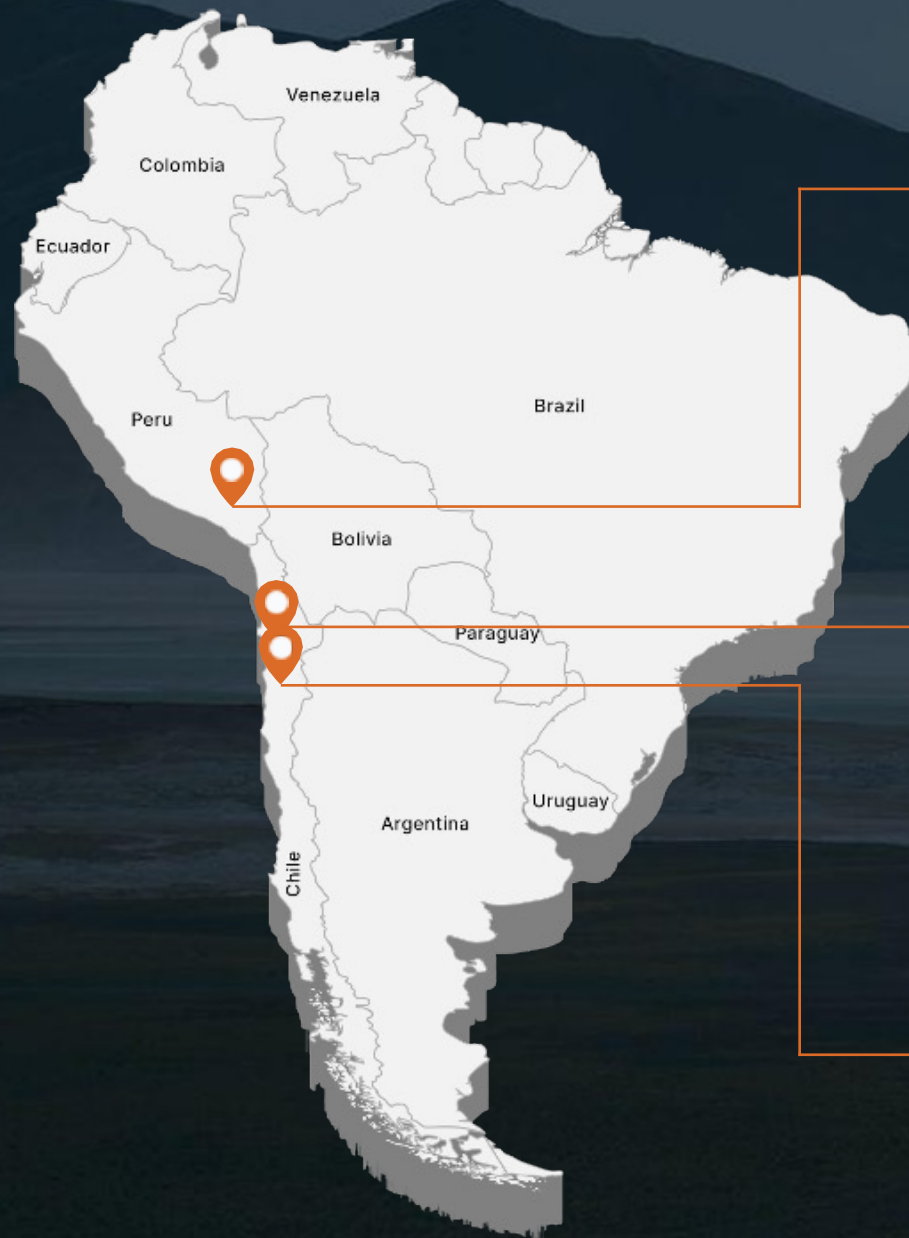 Venezuela
Colombia
Ecuador
Brazil
Peru
Bolivia
Paraguay
Uruguay
Argentina
Chile